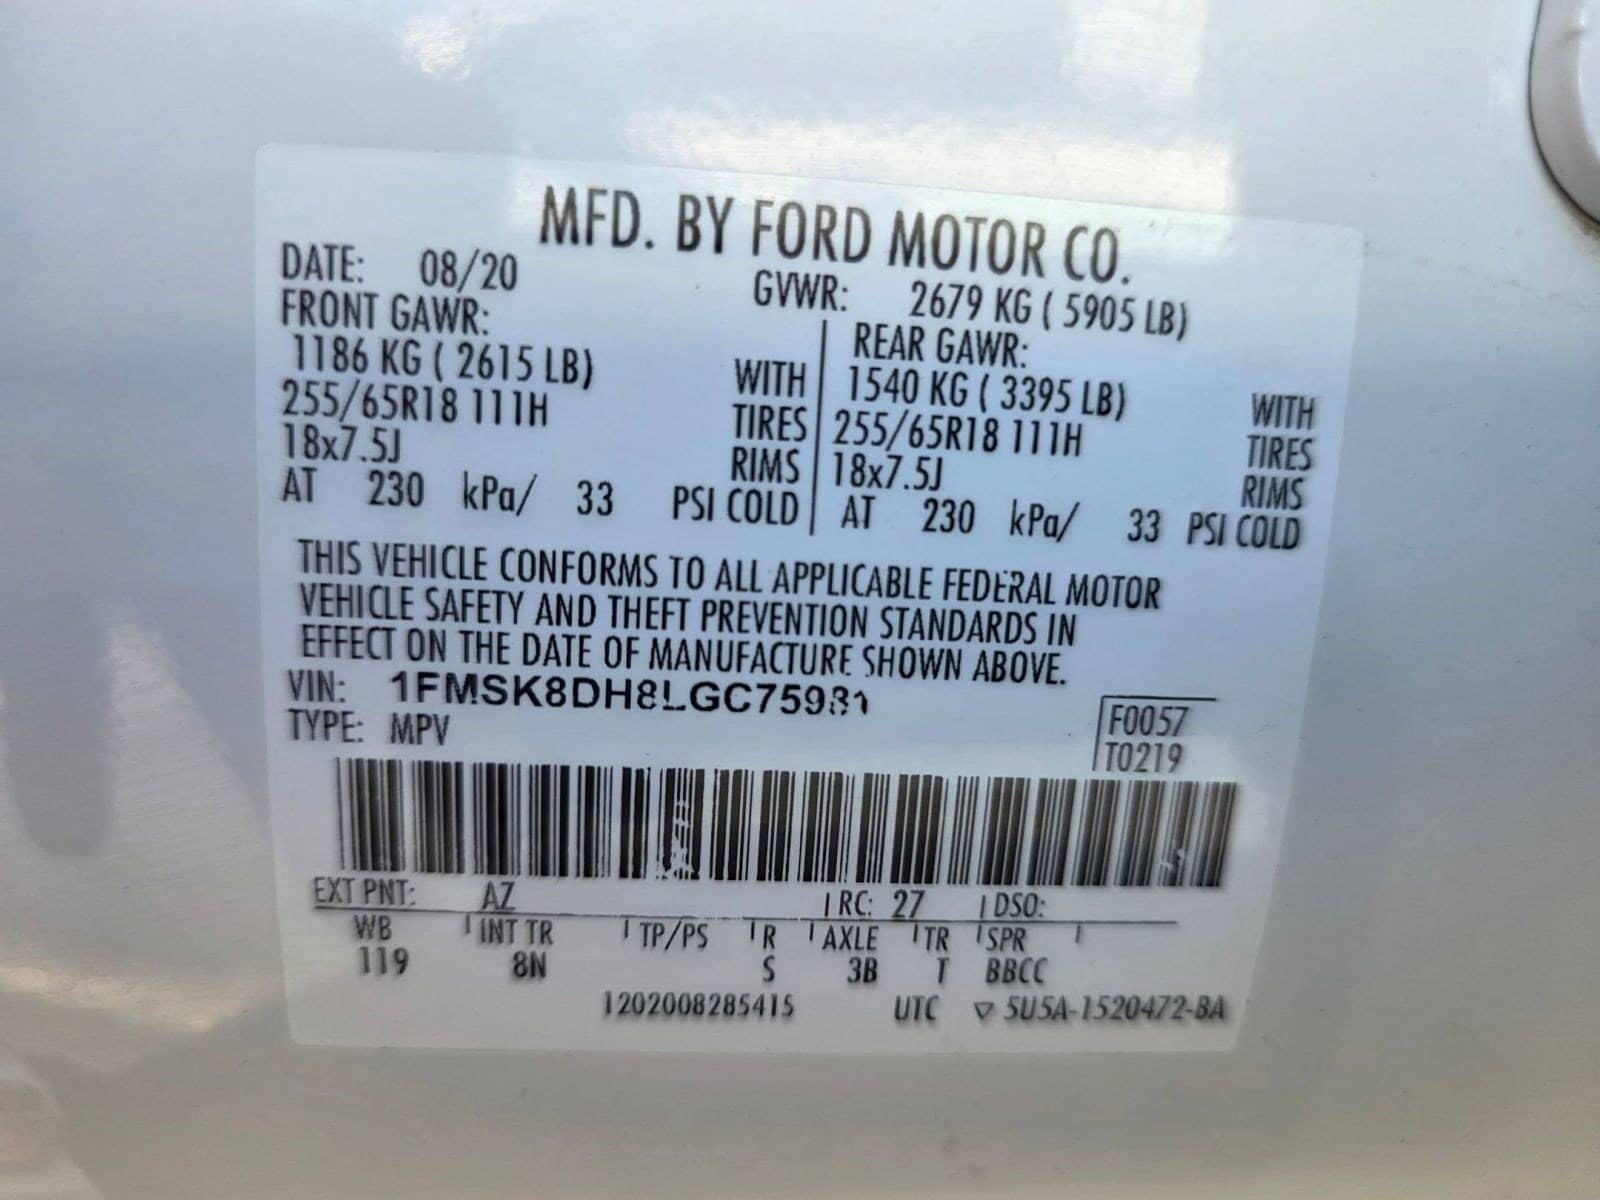 MFD. BY FORD MOTOR CO.
DATE: 08/20 GVWR: 2679 KG ( 5905 LB)
FRONT GAWR: REAR GAWR:
1186 KG ( 2615 LB) WITH 1540 KG ( 3395 LB) WITH
255/65R18 111H TIRES 255/65R18 111H TIRES
18x7.5J RIMS 18x7.5J RIMS
AT 230 kPa/ 33 PSI COLD AT 230 kPa/ 33 PSI COLD
THIS VEHICLE CONFORMS TO ALL APPLICABLE FEDERAL MOTOR
VEHICLE SAFETY AND THEFT PREVENTION STANDARDS IN
EFFECT ON THE DATE OF MANUFACTURE SHOWN ABOVE.
VIN: 1FMSK8DH8LGC75981
TYPE: MPV
F0057
T0219
EXT PNT: AZ RC: 27 DSO:
WB INT TR TP/PS R AXLE TR SPR
119 8N S 3B T BBCC
1202008285415 UTC ▽ 5U5A-1520472-BA